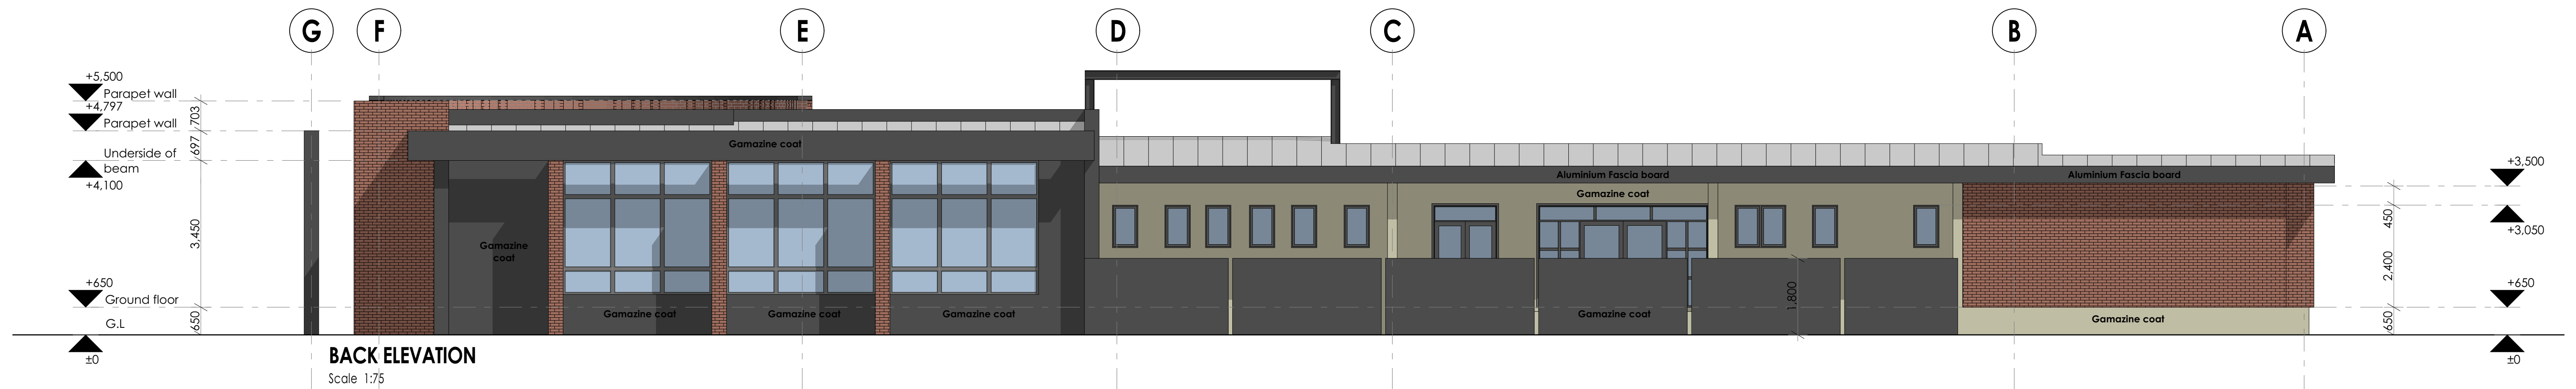 G
F
E
D
C
B
A
+5,500
Parapet wall
+4,797
Parapet wall
Underside of
beam
+4,100
+650
Ground floor
G.L
±0
703
697
3,450
650
Gamazine coat
Gamazine
coat
Gamazine coat
Gamazine coat
Gamazine coat
Aluminium Fascia board
Gamazine coat
Aluminium Fascia board
Gamazine coat
1,800
Gamazine coat
450
2,400
650
+3,500
+3,050
+650
±0
BACK ELEVATION
Scale 1:75